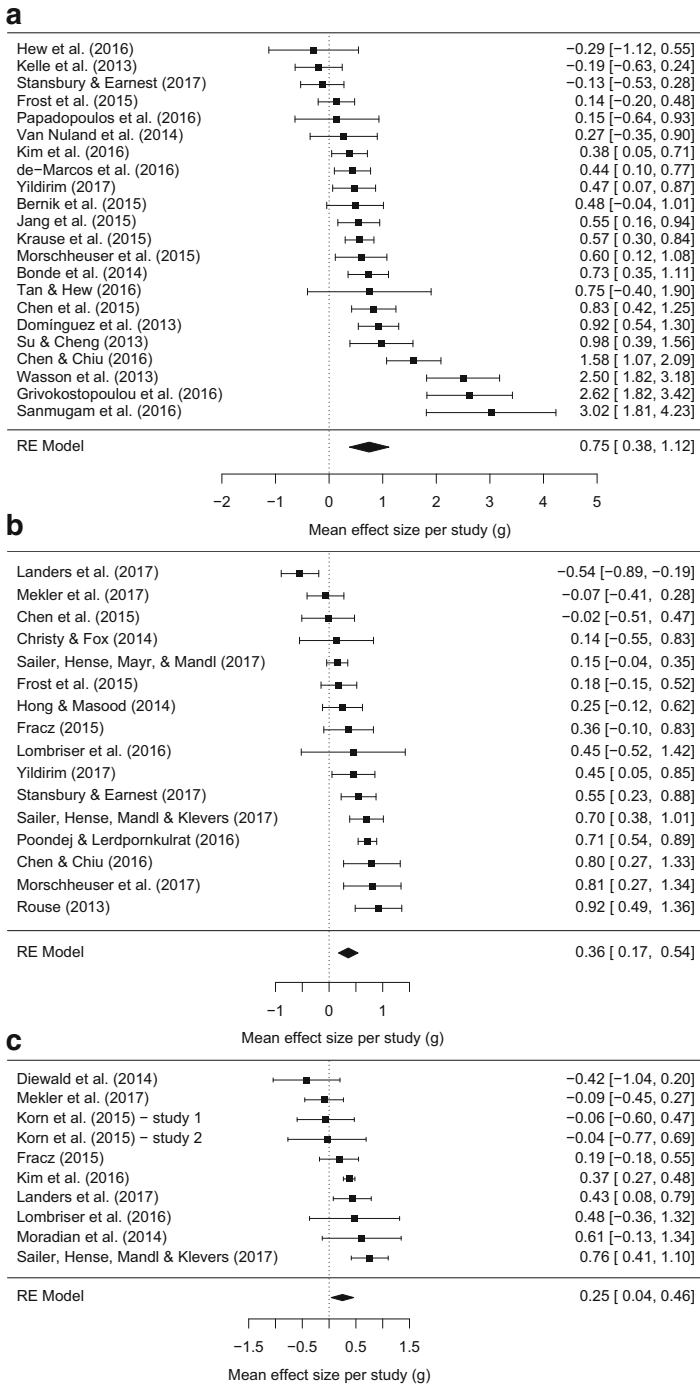 a
Hew et al. (2016) −0.29 [−1.12, 0.55]
Kelle et al. (2013) −0.19 [−0.63, 0.24]
Stansbury & Earnest (2017) −0.13 [−0.53, 0.28]
Frost et al. (2015) 0.14 [−0.20, 0.48]
Papadopoulos et al. (2016) 0.15 [−0.64, 0.93]
Van Nuland et al. (2014) 0.27 [−0.35, 0.90]
Kim et al. (2016) 0.38 [ 0.05, 0.71]
de−Marcos et al. (2016) 0.44 [ 0.10, 0.77]
Yildirim (2017) 0.47 [ 0.07, 0.87]
Bernik et al. (2015) 0.48 [−0.04, 1.01]
Jang et al. (2015) 0.55 [ 0.16, 0.94]
Krause et al. (2015) 0.57 [ 0.30, 0.84]
Morschheuser et al. (2015) 0.60 [ 0.12, 1.08]
Bonde et al. (2014) 0.73 [ 0.35, 1.11]
Tan & Hew (2016) 0.75 [−0.40, 1.90]
Chen et al. (2015) 0.83 [ 0.42, 1.25]
Domínguez et al. (2013) 0.92 [ 0.54, 1.30]
Su & Cheng (2013) 0.98 [ 0.39, 1.56]
Chen & Chiu (2016) 1.58 [ 1.07, 2.09]
Wasson et al. (2013) 2.50 [ 1.82, 3.18]
Grivokostopoulou et al. (2016) 2.62 [ 1.82, 3.42]
Sanmugam et al. (2016) 3.02 [ 1.81, 4.23]
RE Model 0.75 [ 0.38, 1.12]
−2 −1 0 1 2 3 4 5
Mean effect size per study (g)
b
Landers et al. (2017) −0.54 [−0.89, −0.19]
Mekler et al. (2017) −0.07 [−0.41, 0.28]
Chen et al. (2015) −0.02 [−0.51, 0.47]
Christy & Fox (2014) 0.14 [−0.55, 0.83]
Sailer, Hense, Mayr, & Mandl (2017) 0.15 [−0.04, 0.35]
Frost et al. (2015) 0.18 [−0.15, 0.52]
Hong & Masood (2014) 0.25 [−0.12, 0.62]
Fracz (2015) 0.36 [−0.10, 0.83]
Lombriser et al. (2016) 0.45 [−0.52, 1.42]
Yildirim (2017) 0.45 [ 0.05, 0.85]
Stansbury & Earnest (2017) 0.55 [ 0.23, 0.88]
Sailer, Hense, Mandl & Klevers (2017) 0.70 [ 0.38, 1.01]
Poondej & Lerdpornkulrat (2016) 0.71 [ 0.54, 0.89]
Chen & Chiu (2016) 0.80 [ 0.27, 1.33]
Morschheuser et al. (2017) 0.81 [ 0.27, 1.34]
Rouse (2013) 0.92 [ 0.49, 1.36]
RE Model 0.36 [ 0.17, 0.54]
−1 0 1
Mean effect size per study (g)
c
Diewald et al. (2014) −0.42 [−1.04, 0.20]
Mekler et al. (2017) −0.09 [−0.45, 0.27]
Korn et al. (2015) − study 1 −0.06 [−0.60, 0.47]
Korn et al. (2015) − study 2 −0.04 [−0.77, 0.69]
Fracz (2015) 0.19 [−0.18, 0.55]
Kim et al. (2016) 0.37 [ 0.27, 0.48]
Landers et al. (2017) 0.43 [ 0.08, 0.79]
Lombriser et al. (2016) 0.48 [−0.36, 1.32]
Moradian et al. (2014) 0.61 [−0.13, 1.34]
Sailer, Hense, Mandl & Klevers (2017) 0.76 [ 0.41, 1.10]
RE Model 0.25 [ 0.04, 0.46]
−1.5 −0.5 0.5 1.5
Mean effect size per study (g)